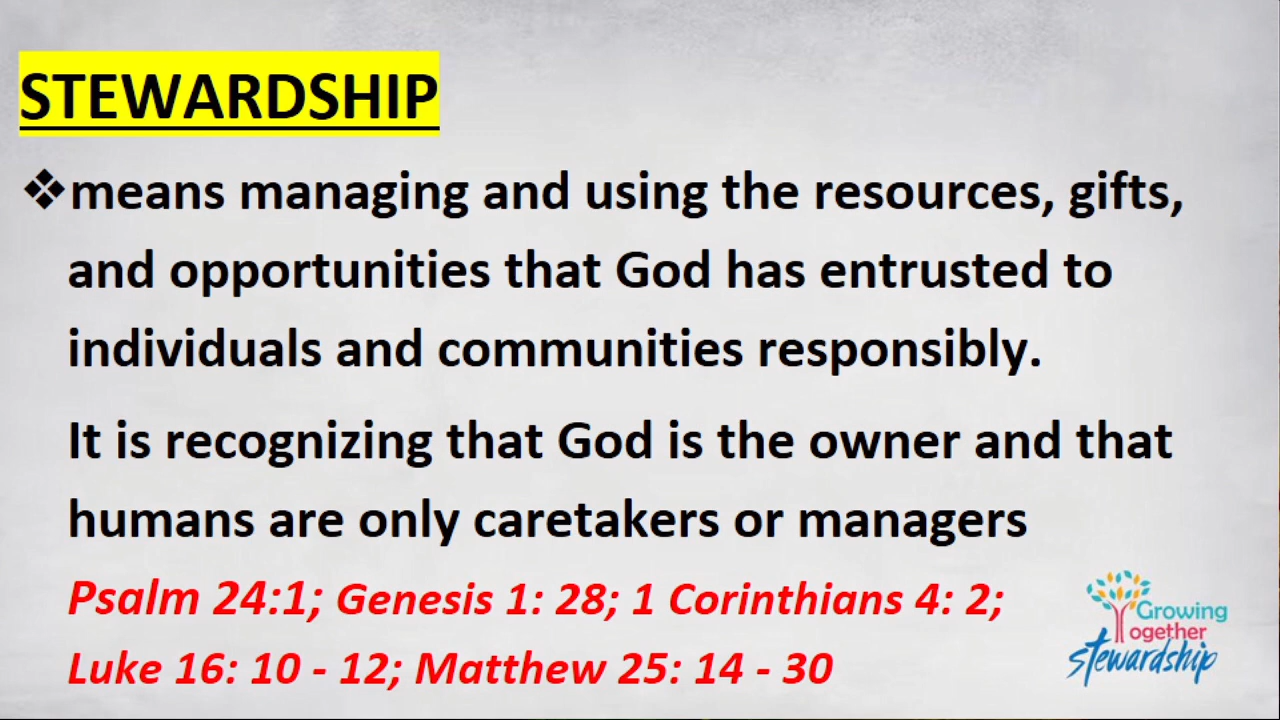 STEWARDSHIP
❖means managing and using the resources, gifts,
and opportunities that God has entrusted to
individuals and communities responsibly.
It is recognizing that God is the owner and that
humans are only caretakers or managers
Psalm 24:1; Genesis 1: 28; 1 Corinthians 4: 2;
Luke 16: 10 - 12; Matthew 25: 14 - 30
Growing
Together
stewardship